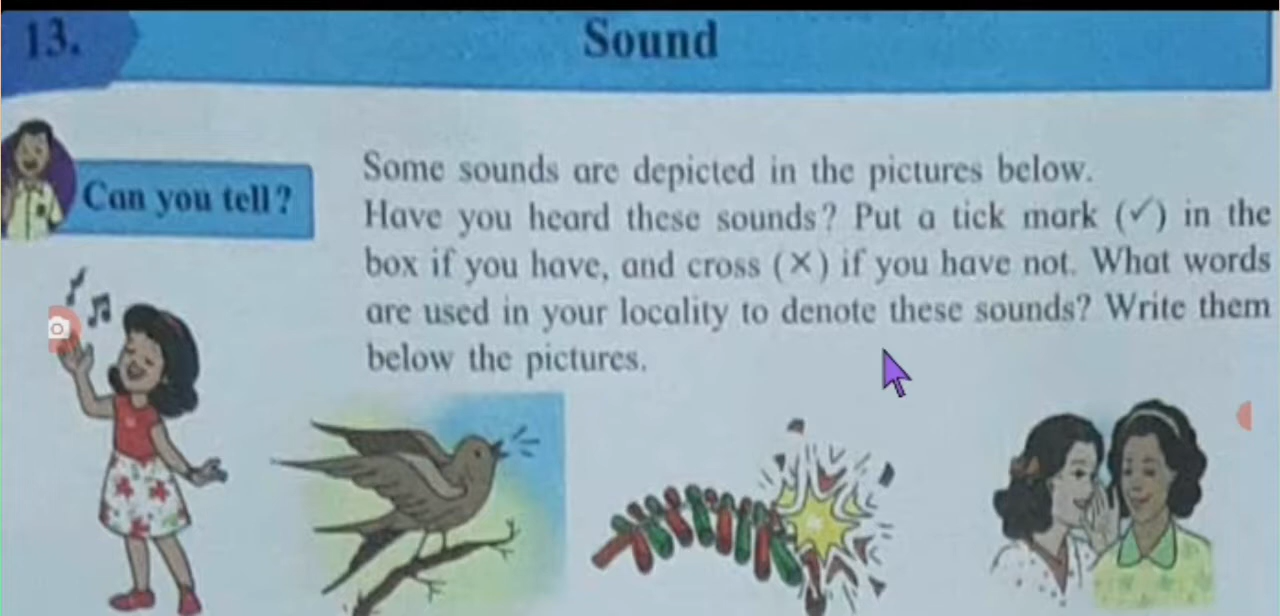 13.
Sound
Can you tell?
Some sounds are depicted in the pictures below.
Have you heard these sounds? Put a tick mark (✓) in the
box if you have, and cross (×) if you have not. What words
are used in your locality to denote these sounds? Write them
below the pictures.